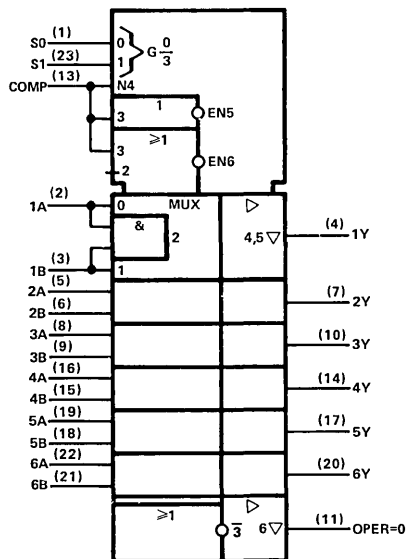 S0 (1) 0 G 0/3
S1 (23) 1
COMP (13) N4
1 EN5
3
≥1
3 EN6
2
1A (2) 0 MUX ▷
& 2 4,5 ▽ (4) 1Y
1B (3) 1
2A (5)
2B (6) (7) 2Y
3A (8)
3B (9) (10) 3Y
4A (16)
4B (15) (14) 4Y
5A (19)
5B (18) (17) 5Y
6A (22)
6B (21) (20) 6Y
≥1 3 ▷
6 ▽ (11) OPER=0